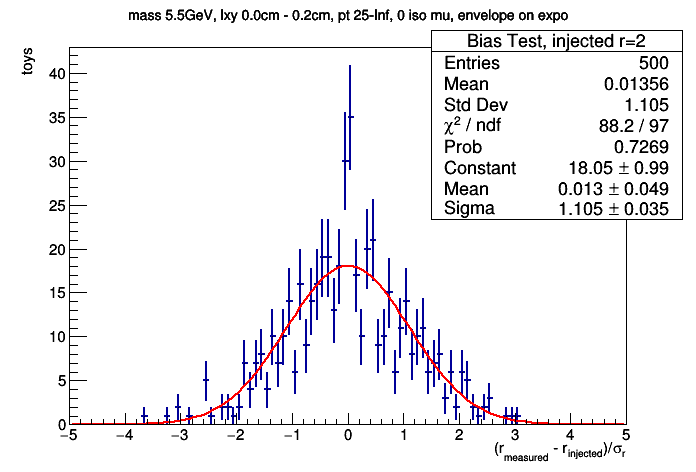 mass 5.5GeV, lxy 0.0cm - 0.2cm, pt 25-Inf, 0 iso mu, envelope on expo
Bias Test, injected r=2
Entries 500
Mean 0.01356
Std Dev 1.105
χ² / ndf 88.2 / 97
Prob 0.7269
Constant 18.05 ± 0.99
Mean 0.013 ± 0.049
Sigma 1.105 ± 0.035
toys
40
35
30
25
20
15
10
5
0
−5 −4 −3 −2 −1 0 1 2 3 4 5
(r_measured - r_injected)/σ_r